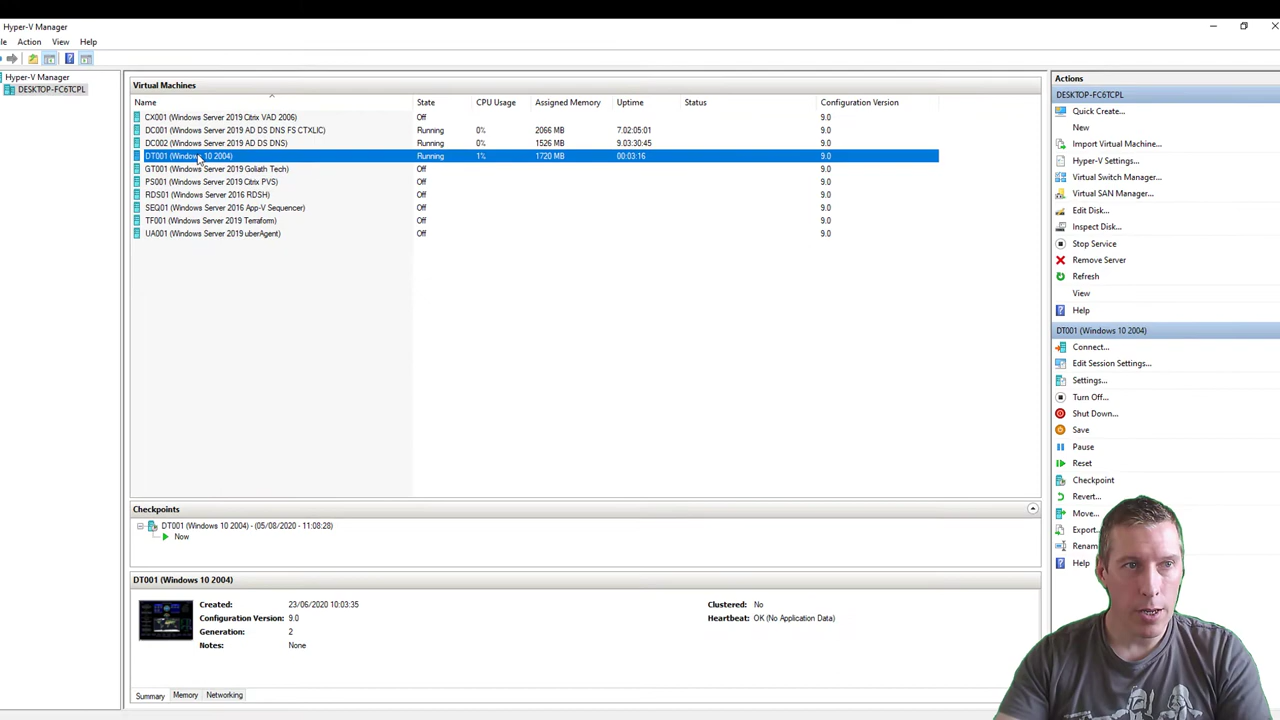 Hyper-V Manager
le Action View Help
Hyper-V Manager
DESKTOP-FC6TCPL
Virtual Machines
Name State CPU Usage Assigned Memory Uptime Status Configuration Version
CX001 (Windows Server 2019 Citrix VAD 2006) Off 9.0
DC001 (Windows Server 2019 AD DS DNS FS CTXLIC) Running 0% 2066 MB 7.02:05:01 9.0
DC002 (Windows Server 2019 AD DS DNS) Running 0% 1526 MB 9.03:30:45 9.0
DT001 (Windows 10 2004) Running 1% 1720 MB 00:03:16 9.0
GT001 (Windows Server 2019 Goliath Tech) Off 9.0
PS001 (Windows Server 2019 Citrix PVS) Off 9.0
RDS01 (Windows Server 2016 RDSH) Off 9.0
SEQ01 (Windows Server 2016 App-V Sequencer) Off 9.0
TF001 (Windows Server 2019 Terraform) Off 9.0
UA001 (Windows Server 2019 uberAgent) Off 9.0
Checkpoints
DT001 (Windows 10 2004) - (05/08/2020 - 11:08:28)
Now
DT001 (Windows 10 2004)
Created: 23/06/2020 10:03:35 Clustered: No
Configuration Version: 9.0 Heartbeat: OK (No Application Data)
Generation: 2
Notes: None
Summary Memory Networking
Actions
DESKTOP-FC6TCPL
Quick Create...
New
Import Virtual Machine...
Hyper-V Settings...
Virtual Switch Manager...
Virtual SAN Manager...
Edit Disk...
Inspect Disk...
Stop Service
Remove Server
Refresh
View
Help
DT001 (Windows 10 2004)
Connect...
Edit Session Settings...
Settings...
Turn Off...
Shut Down...
Save
Pause
Reset
Checkpoint
Revert...
Move...
Export...
Renam
Help